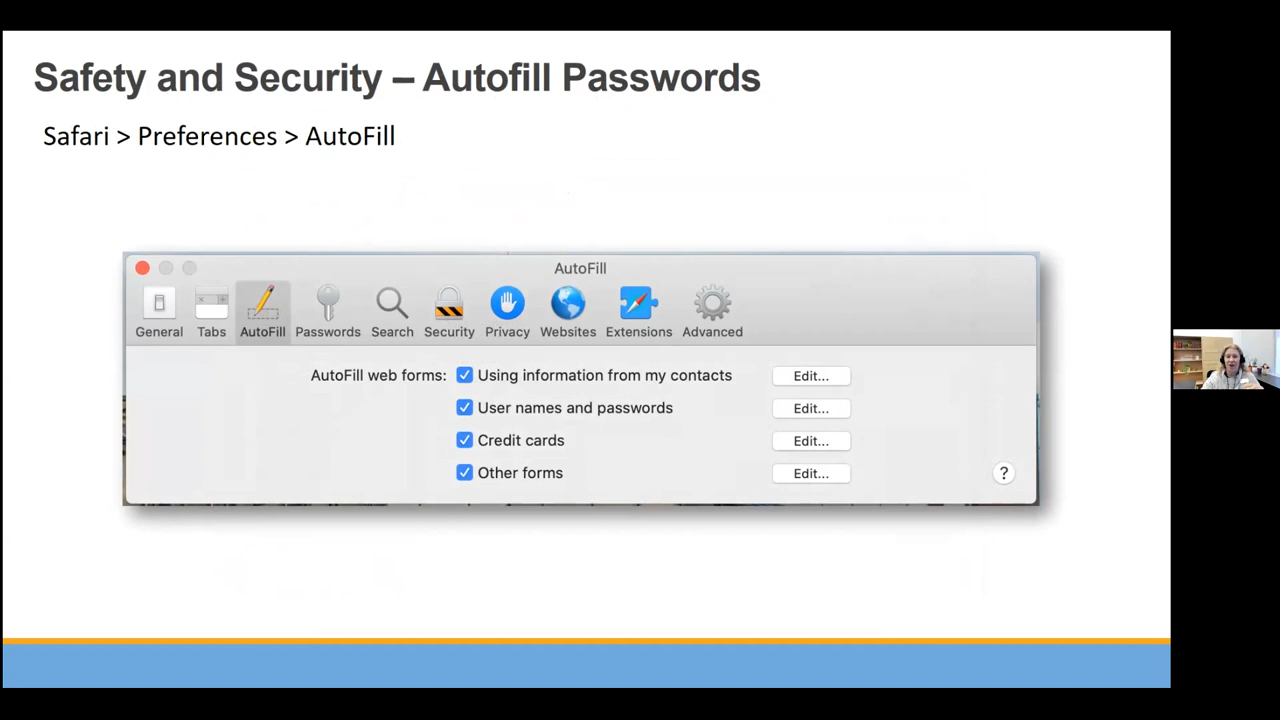 Safety and Security – Autofill Passwords
Safari > Preferences > AutoFill
AutoFill
General Tabs AutoFill Passwords Search Security Privacy Websites Extensions Advanced
AutoFill web forms: Using information from my contacts Edit...
User names and passwords Edit...
Credit cards Edit...
Other forms Edit... ?